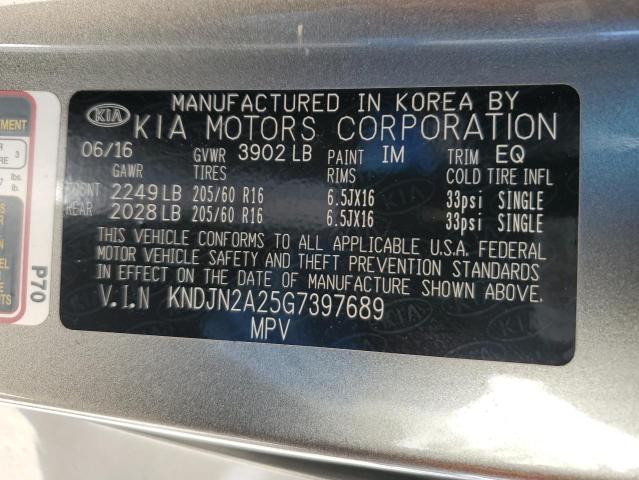 MANUFACTURED IN KOREA BY
KIA KIA MOTORS CORPORATION
06/16 GVWR 3902 LB PAINT IM TRIM EQ
GAWR TIRES RIMS COLD TIRE INFL
2249 LB 205/60 R16 6.5JX16 33psi SINGLE
REAR 2028 LB 205/60 R16 6.5JX16 33psi SINGLE
THIS VEHICLE CONFORMS TO ALL APPLICABLE U.S.A. FEDERAL
MOTOR VEHICLE SAFETY AND THEFT PREVENTION STANDARDS
IN EFFECT ON THE DATE OF MANUFACTURE SHOWN ABOVE.
V.I.N KNDJN2A25G7397689
MPV
P70
3
lbs.